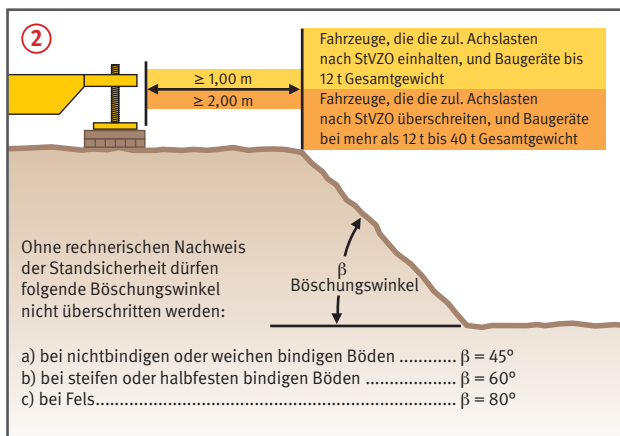 2
≥ 1,00 m
≥ 2,00 m
Fahrzeuge, die die zul. Achslasten
nach StVZO einhalten, und Baugeräte bis
12 t Gesamtgewicht
Fahrzeuge, die die zul. Achslasten
nach StVZO überschreiten, und Baugeräte
bei mehr als 12 t bis 40 t Gesamtgewicht
Ohne rechnerischen Nachweis
der Standsicherheit dürfen
folgende Böschungswinkel
nicht überschritten werden:
β
Böschungswinkel
a) bei nichtbindigen oder weichen bindigen Böden ........... β = 45°
b) bei steifen oder halbfesten bindigen Böden ................. β = 60°
c) bei Fels.................................................................... β = 80°